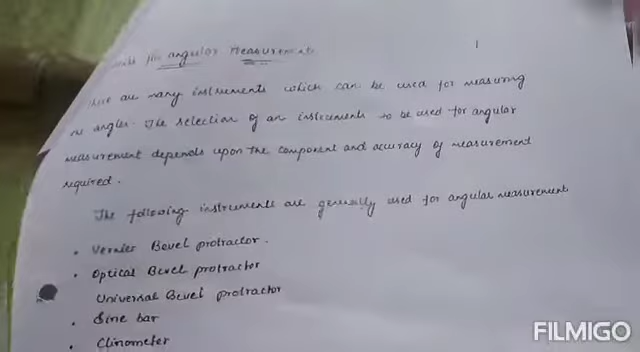 for angular Measurement
1
are many instruments which can be used for measuring
angles. The selection of an instruments to be used for angular
measurement depends upon the component and accuracy of measurement
required.
The following instruments are generally used for angular measurement
• Vernier Bevel protractor.
• Optical Bevel protractor
Universal Bevel protractor
• Sine bar
• Clinometer
FILMIGO